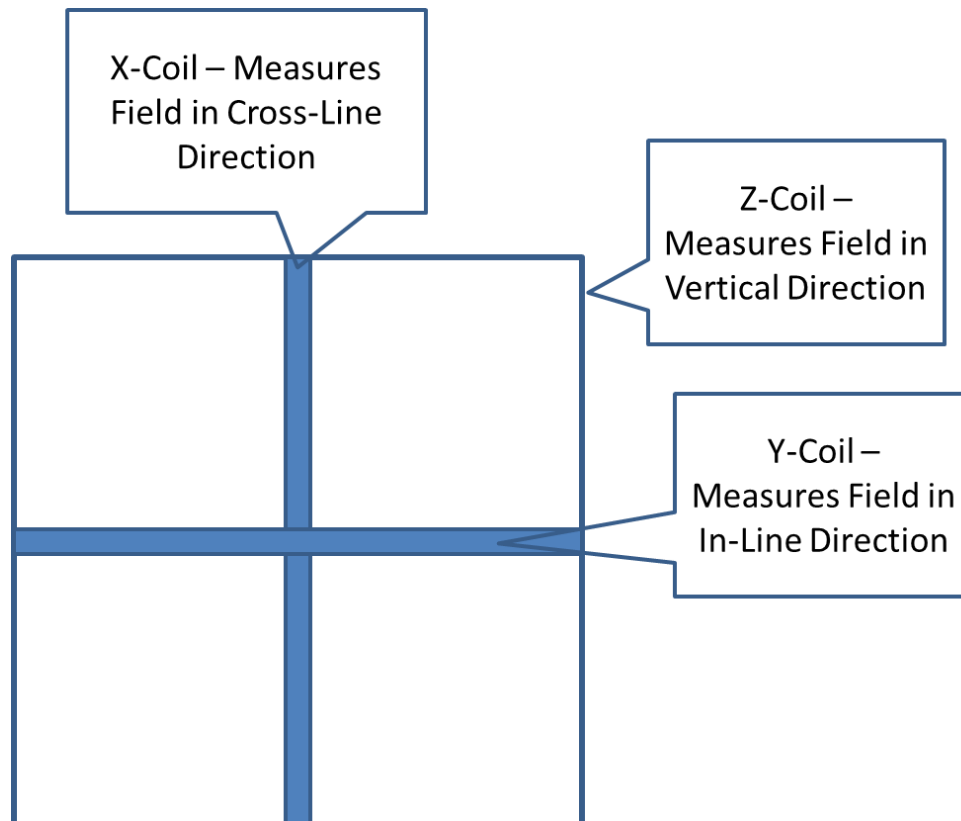 X-Coil – Measures
Field in Cross-Line
Direction
Z-Coil –
Measures Field in
Vertical Direction
Y-Coil –
Measures Field in
In-Line Direction